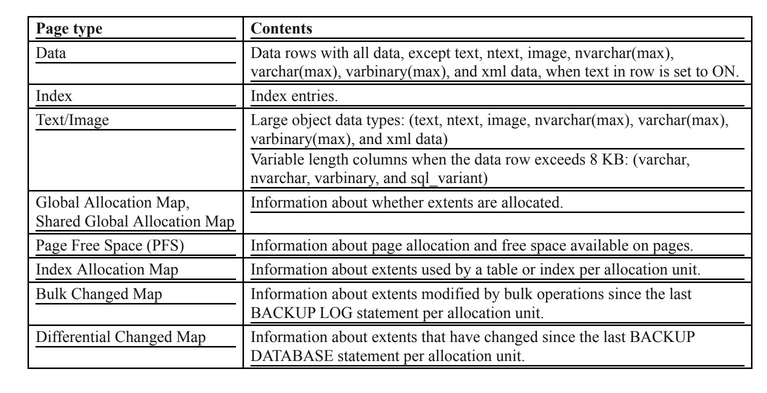 Page type
Contents
Data
Data rows with all data, except text, ntext, image, nvarchar(max),
varchar(max), varbinary(max), and xml data, when text in row is set to ON.
Index
Index entries.
Text/Image
Large object data types: (text, ntext, image, nvarchar(max), varchar(max),
varbinary(max), and xml data)
Variable length columns when the data row exceeds 8 KB: (varchar,
nvarchar, varbinary, and sql_variant)
Global Allocation Map,
Shared Global Allocation Map
Information about whether extents are allocated.
Page Free Space (PFS)
Information about page allocation and free space available on pages.
Index Allocation Map
Information about extents used by a table or index per allocation unit.
Bulk Changed Map
Information about extents modified by bulk operations since the last
BACKUP LOG statement per allocation unit.
Differential Changed Map
Information about extents that have changed since the last BACKUP
DATABASE statement per allocation unit.